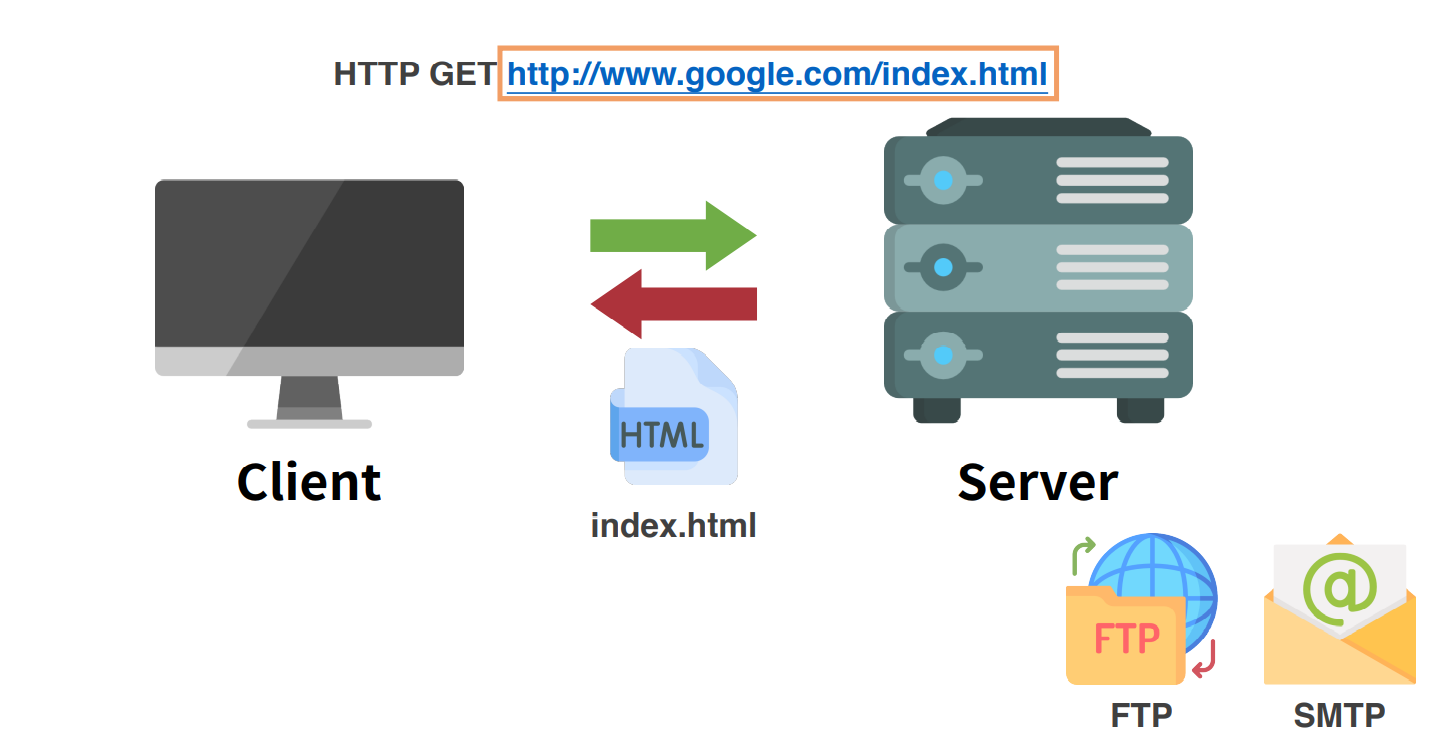 HTTP GET http://www.google.com/index.html
HTML
Client
Server
index.html
FTP
@
FTP
SMTP